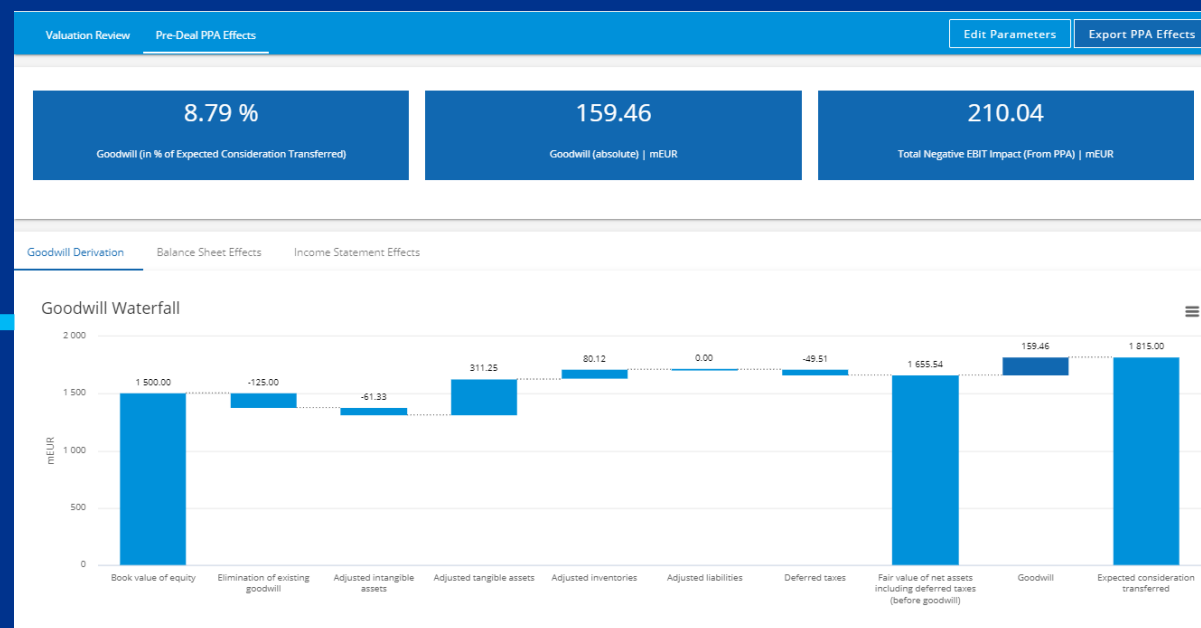 Valuation Review
Pre-Deal PPA Effects
Edit Parameters
Export PPA Effects
8.79 %
Goodwill (in % of Expected Consideration Transferred)
159.46
Goodwill (absolute) | mEUR
210.04
Total Negative EBIT Impact (From PPA) | mEUR
Goodwill Derivation
Balance Sheet Effects
Income Statement Effects
Goodwill Waterfall
2 000
1 500
1 000
500
0
mEUR
1 500.00
-125.00
-61.33
311.25
80.12
0.00
-49.51
1 655.54
159.46
1 815.00
Book value of equity
Elimination of existing
goodwill
Adjusted intangible
assets
Adjusted tangible assets
Adjusted inventories
Adjusted liabilities
Deferred taxes
Fair value of net assets
including deferred taxes
(before goodwill)
Goodwill
Expected consideration
transferred